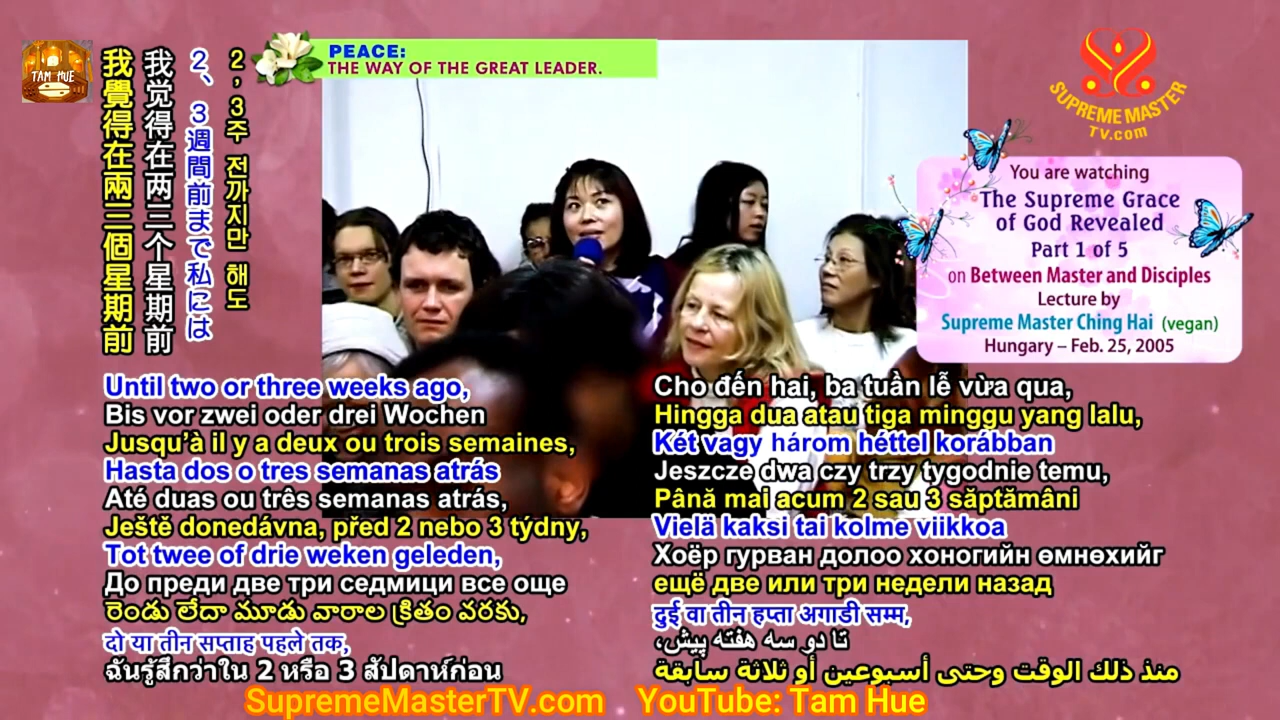 TAM HUE
我覺得在兩三個星期前
我觉得在两三个星期前
2、3週間前まで私には
2,3주 전까지만 해도
PEACE:
THE WAY OF THE GREAT LEADER.
SUPREME MASTER
TV.com
You are watching
The Supreme Grace
of God Revealed
Part 1 of 5
on Between Master and Disciples
Lecture by
Supreme Master Ching Hai (vegan)
Hungary – Feb. 25, 2005
Until two or three weeks ago,
Bis vor zwei oder drei Wochen
Jusqu'à il y a deux ou trois semaines,
Hasta dos o tres semanas atrás
Até duas ou três semanas atrás,
Ještě donedávna, před 2 nebo 3 týdny,
Tot twee of drie weken geleden,
До преди две три седмици все още
రెండు లేదా మూడు వారాల క్రితం వరకు,
दो या तीन सप्ताह पहले तक,
ฉันรู้สึกว่าใน 2 หรือ 3 สัปดาห์ก่อน
Cho đến hai, ba tuần lễ vừa qua,
Hingga dua atau tiga minggu yang lalu,
Két vagy három héttel korábban
Jeszcze dwa czy trzy tygodnie temu,
Până mai acum 2 sau 3 săptămâni
Vielä kaksi tai kolme viikkoa
Хоёр гурван долоо хоногийн өмнөхийг
ещё две или три недели назад
दुई वा तीन हप्ता अगाडी सम्म,
تا دو سه هفته پیش،
منذ ذلك الوقت وحتى أسبوعين أو ثلاثة سابقة
SupremeMasterTV.com YouTube: Tam Hue